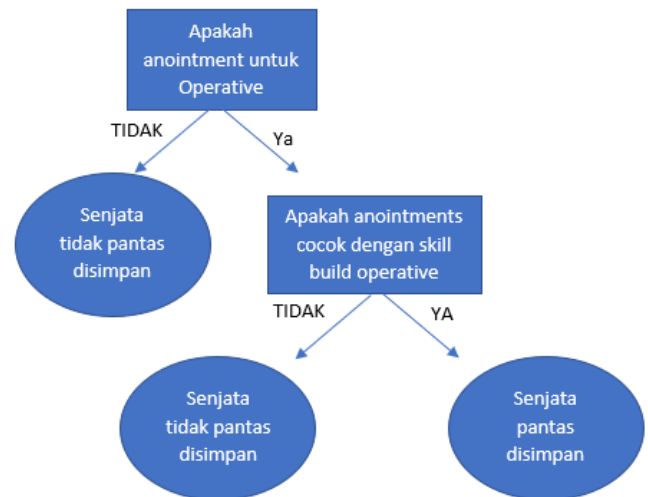 Apakah
anointment untuk
Operative
TIDAK
Ya
Senjata
tidak pantas
disimpan
Apakah anointments
cocok dengan skill
build operative
TIDAK
YA
Senjata
tidak pantas
disimpan
Senjata
pantas
disimpan